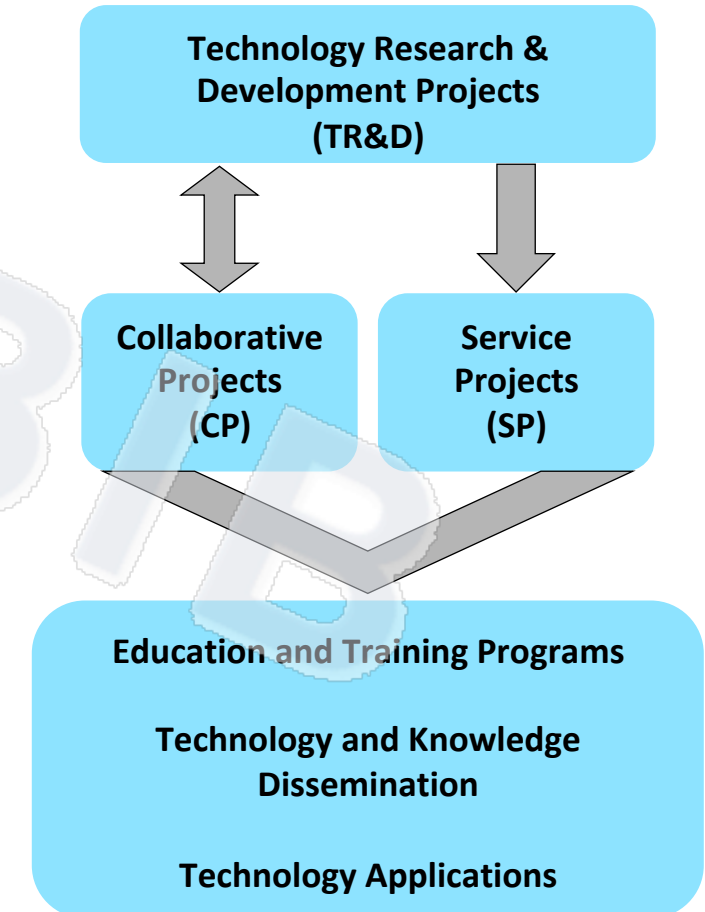 Technology Research &
Development Projects
(TR&D)
Collaborative
Projects
(CP)
Service
Projects
(SP)
Education and Training Programs
Technology and Knowledge
Dissemination
Technology Applications
BIB